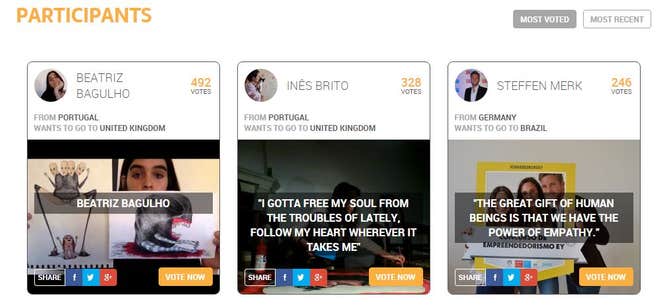 PARTICIPANTS
MOST VOTED
MOST RECENT
BEATRIZ
BAGULHO
492
VOTES
FROM PORTUGAL
WANTS TO GO TO UNITED KINGDOM
BEATRIZ BAGULHO
SHARE
f
g+
VOTE NOW
INÊS BRITO
328
VOTES
FROM PORTUGAL
WANTS TO GO TO UNITED KINGDOM
"I GOTTA FREE MY SOUL FROM
THE TROUBLES OF LATELY,
FOLLOW MY HEART WHEREVER IT
TAKES ME"
SHARE
f
g+
VOTE NOW
STEFFEN MERK
246
VOTES
FROM GERMANY
WANTS TO GO TO BRAZIL
"THE GREAT GIFT OF HUMAN
BEINGS IS THAT WE HAVE THE
POWER OF EMPATHY."
EMPREENDEDORISMO EY
SHARE
f
g+
VOTE NOW